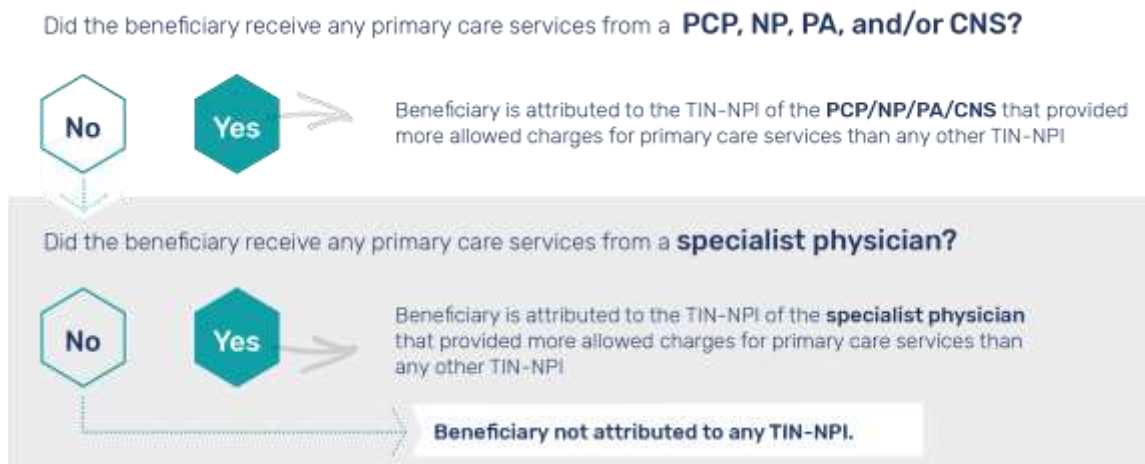 Did the beneficiary receive any primary care services from a PCP, NP, PA, and/or CNS?
No
Yes
Beneficiary is attributed to the TIN-NPI of the PCP/NP/PA/CNS that provided
more allowed charges for primary care services than any other TIN-NPI
Did the beneficiary receive any primary care services from a specialist physician?
No
Yes
Beneficiary is attributed to the TIN-NPI of the specialist physician
that provided more allowed charges for primary care services than
any other TIN-NPI
Beneficiary not attributed to any TIN-NPI.